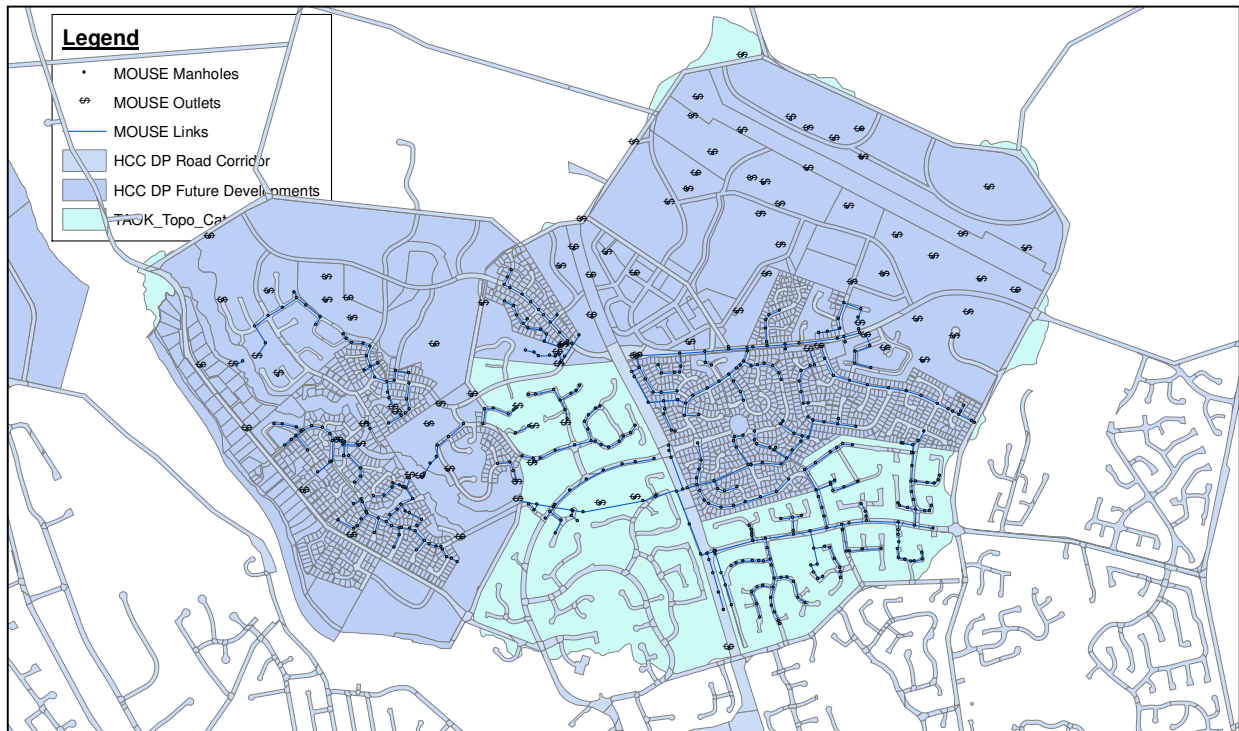 Legend
MOUSE Manholes
MOUSE Outlets
MOUSE Links
HCC DP Road Corridor
HCC DP Future Developments